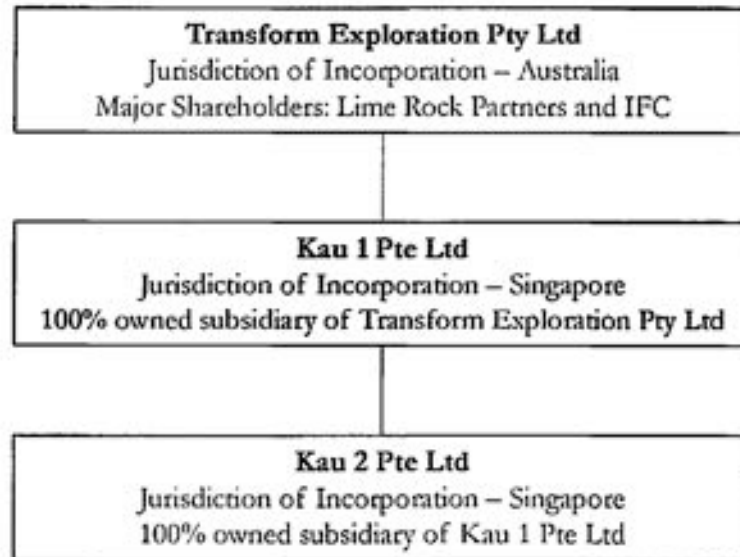 Transform Exploration Pty Ltd
Jurisdiction of Incorporation – Australia
Major Shareholders: Lime Rock Partners and IFC
Kau 1 Pte Ltd
Jurisdiction of Incorporation – Singapore
100% owned subsidiary of Transform Exploration Pty Ltd
Kau 2 Pte Ltd
Jurisdiction of Incorporation – Singapore
100% owned subsidiary of Kau 1 Pte Ltd